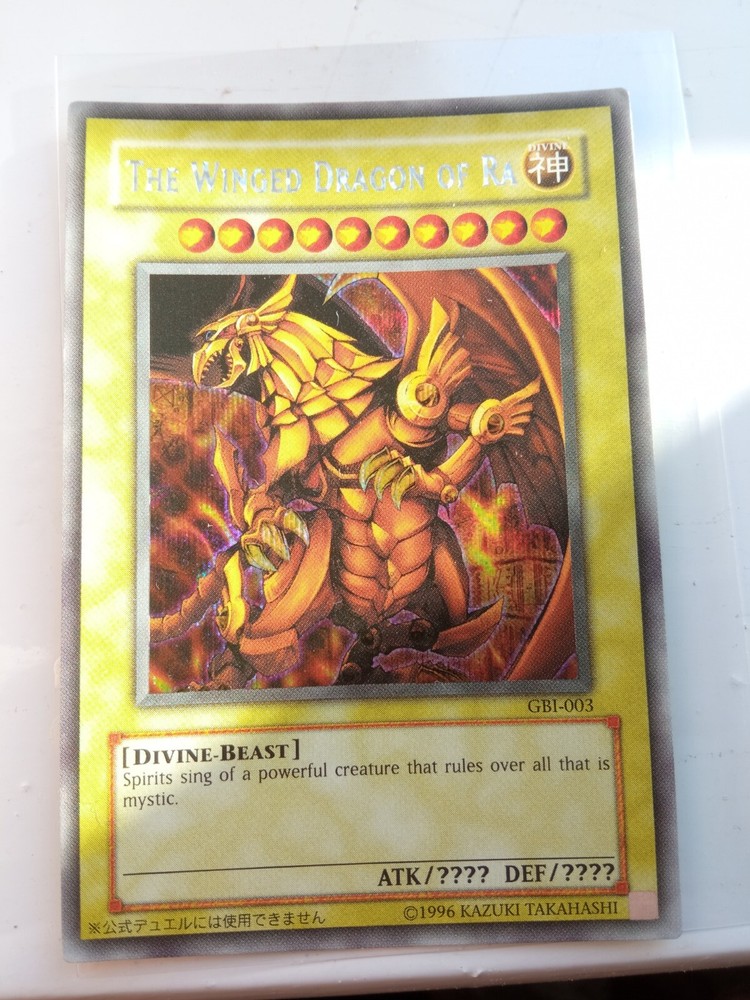 THE WINGED DRAGON OF RA
DIVINE
神
GBI-003
[DIVINE-BEAST]
Spirits sing of a powerful creature that rules over all that is
mystic.
ATK/???? DEF/????
※公式デュエルには使用できません
©1996 KAZUKI TAKAHASHI